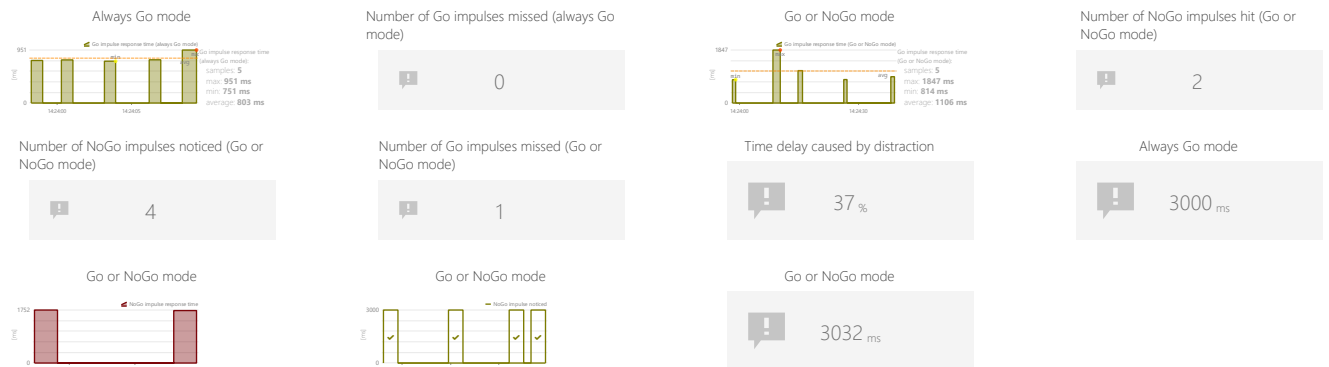 Always Go mode
Go impulse response time (always Go mode)
951
min
max
avg
[ms]
0
14:24:00
14:24:05
Go impulse response time
(always Go mode):
samples: 5
max: 951 ms
min: 751 ms
average: 803 ms
Number of Go impulses missed (always Go
mode)
0
Go or NoGo mode
Go impulse response time (Go or NoGo mode)
1847
max
min
avg
[ms]
0
14:24:00
14:24:30
Go impulse response time
(Go or NoGo mode):
samples: 5
max: 1847 ms
min: 814 ms
average: 1106 ms
Number of NoGo impulses hit (Go or
NoGo mode)
2
Number of NoGo impulses noticed (Go or
NoGo mode)
4
Number of Go impulses missed (Go or
NoGo mode)
1
Time delay caused by distraction
37 %
Always Go mode
3000 ms
Go or NoGo mode
NoGo impulse response time
1752
[ms]
0
Go or NoGo mode
NoGo impulse noticed
3000
[ms]
0
Go or NoGo mode
3032 ms